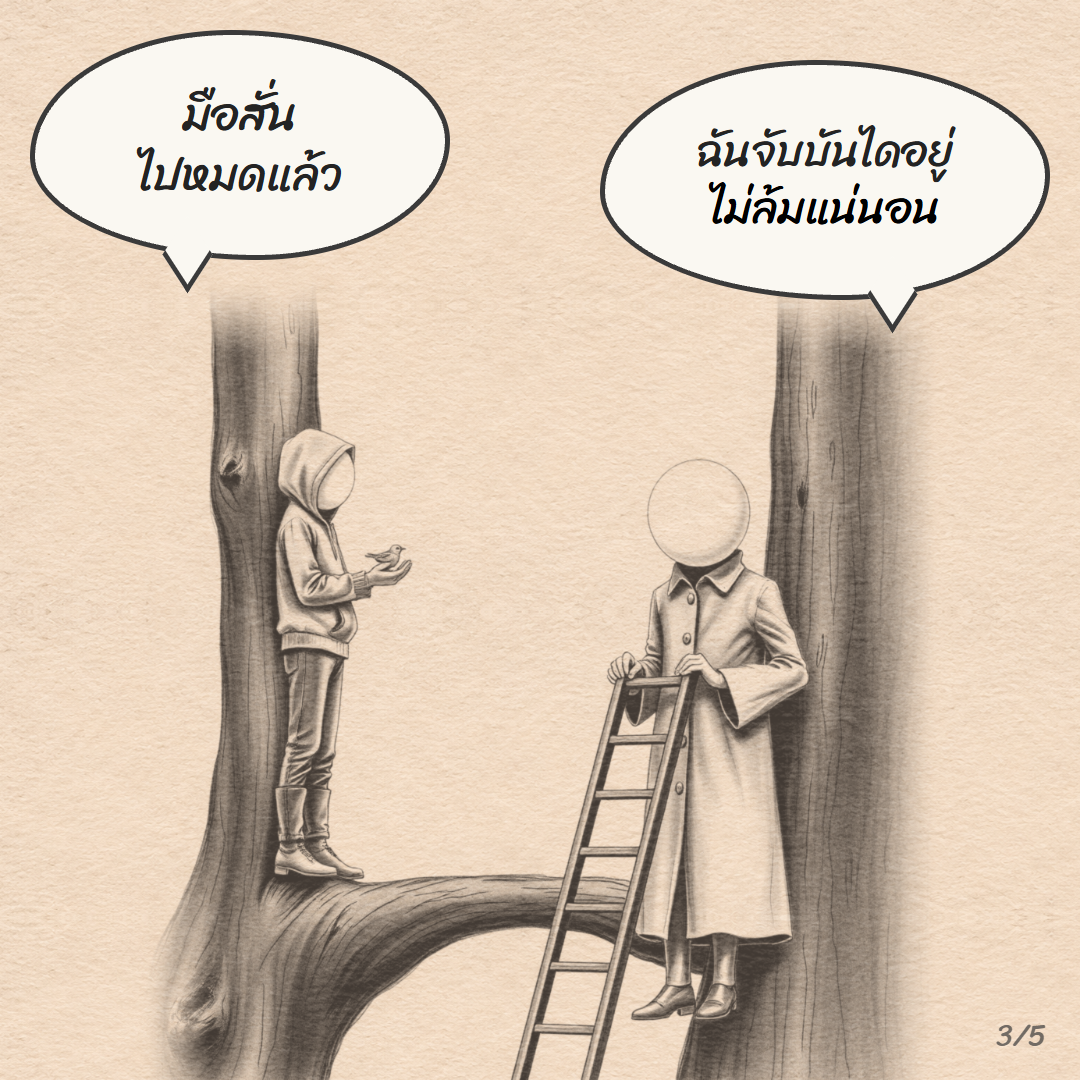 มือสั่น
ไปหมดแล้ว
ฉันจับบันไดอยู่
ไม่ล้มแน่นอน
3/5